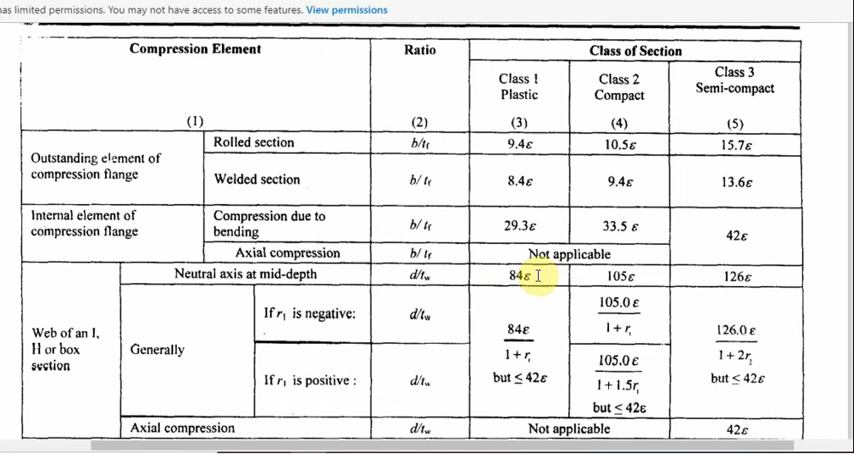 has limited permissions. You may not have access to some features. View permissions
Compression Element Ratio Class of Section
Class 1 Plastic Class 2 Compact Class 3 Semi-compact
(1) (2) (3) (4) (5)
Outstanding element of compression flange Rolled section b/tf 9.4ε 10.5ε 15.7ε
Welded section b/tf 8.4ε 9.4ε 13.6ε
Internal element of compression flange Compression due to bending b/tf 29.3ε 33.5 ε 42ε
Axial compression b/tf Not applicable
Web of an I, H or box section Neutral axis at mid-depth d/tw 84ε 105ε 126ε
Generally If r1 is negative: d/tw 84ε / 1 + r1 but ≤ 42ε 105.0 ε / 1 + r1 126.0 ε / 1 + 2r2 but ≤ 42ε
If r1 is positive : d/tw 105.0 ε / 1 + 1.5r1 but ≤ 42ε
Axial compression d/tw Not applicable 42ε